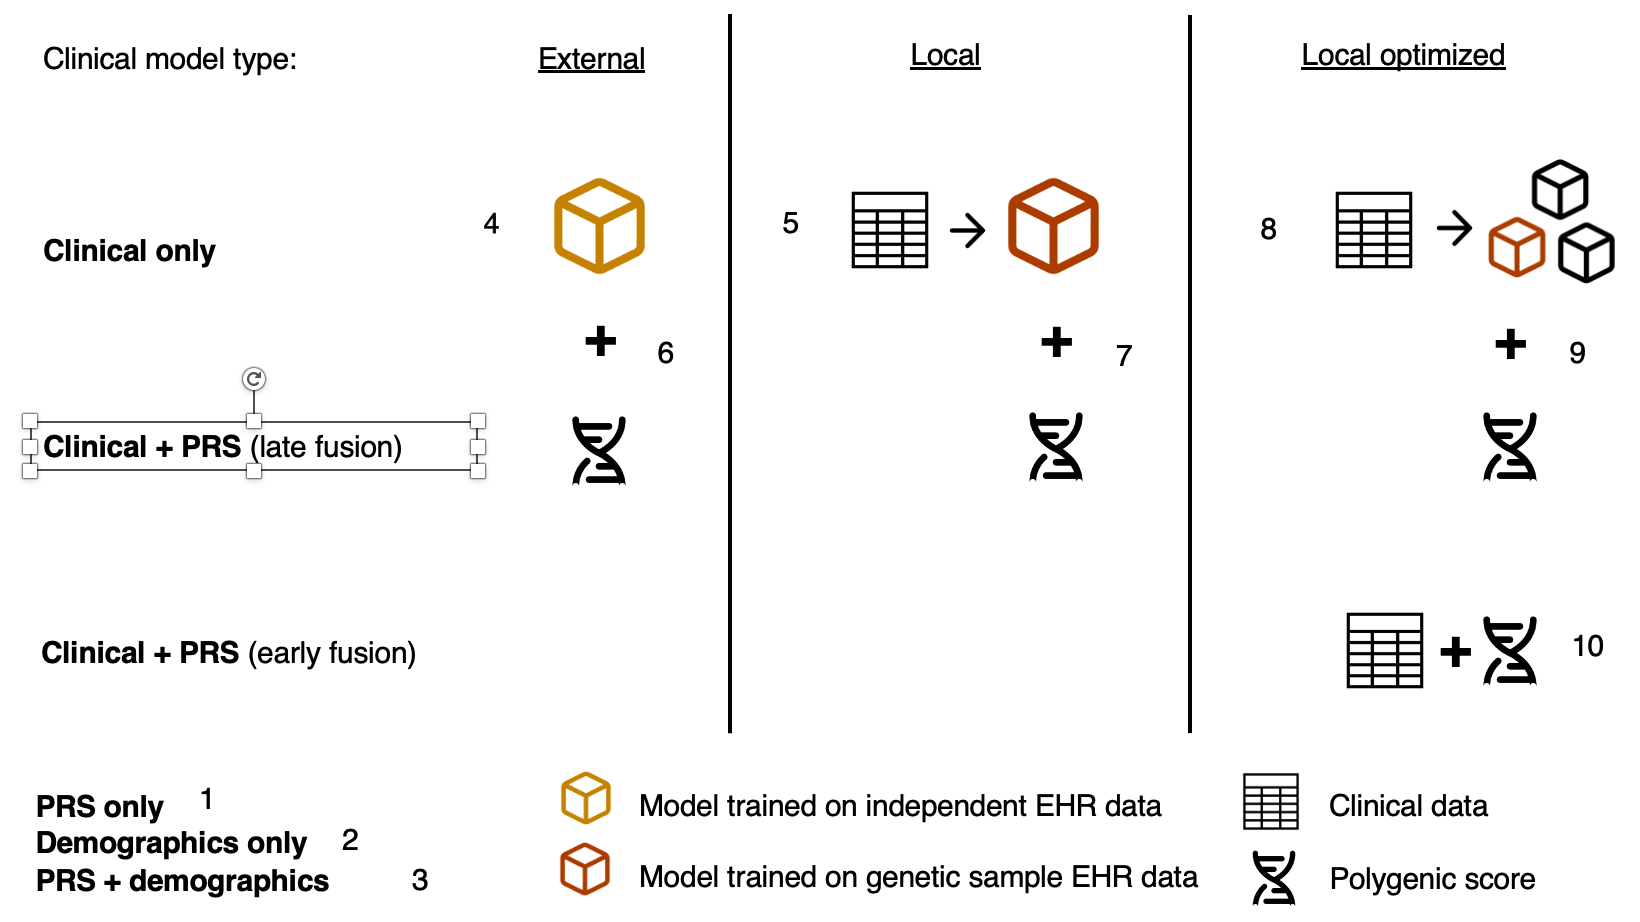 Clinical model type:
External
Local
Local optimized
4
5
8
Clinical only
6
7
9
Clinical + PRS (late fusion)
Clinical + PRS (early fusion)
10
PRS only 1
Demographics only 2
PRS + demographics 3
Model trained on independent EHR data
Clinical data
Model trained on genetic sample EHR data
Polygenic score